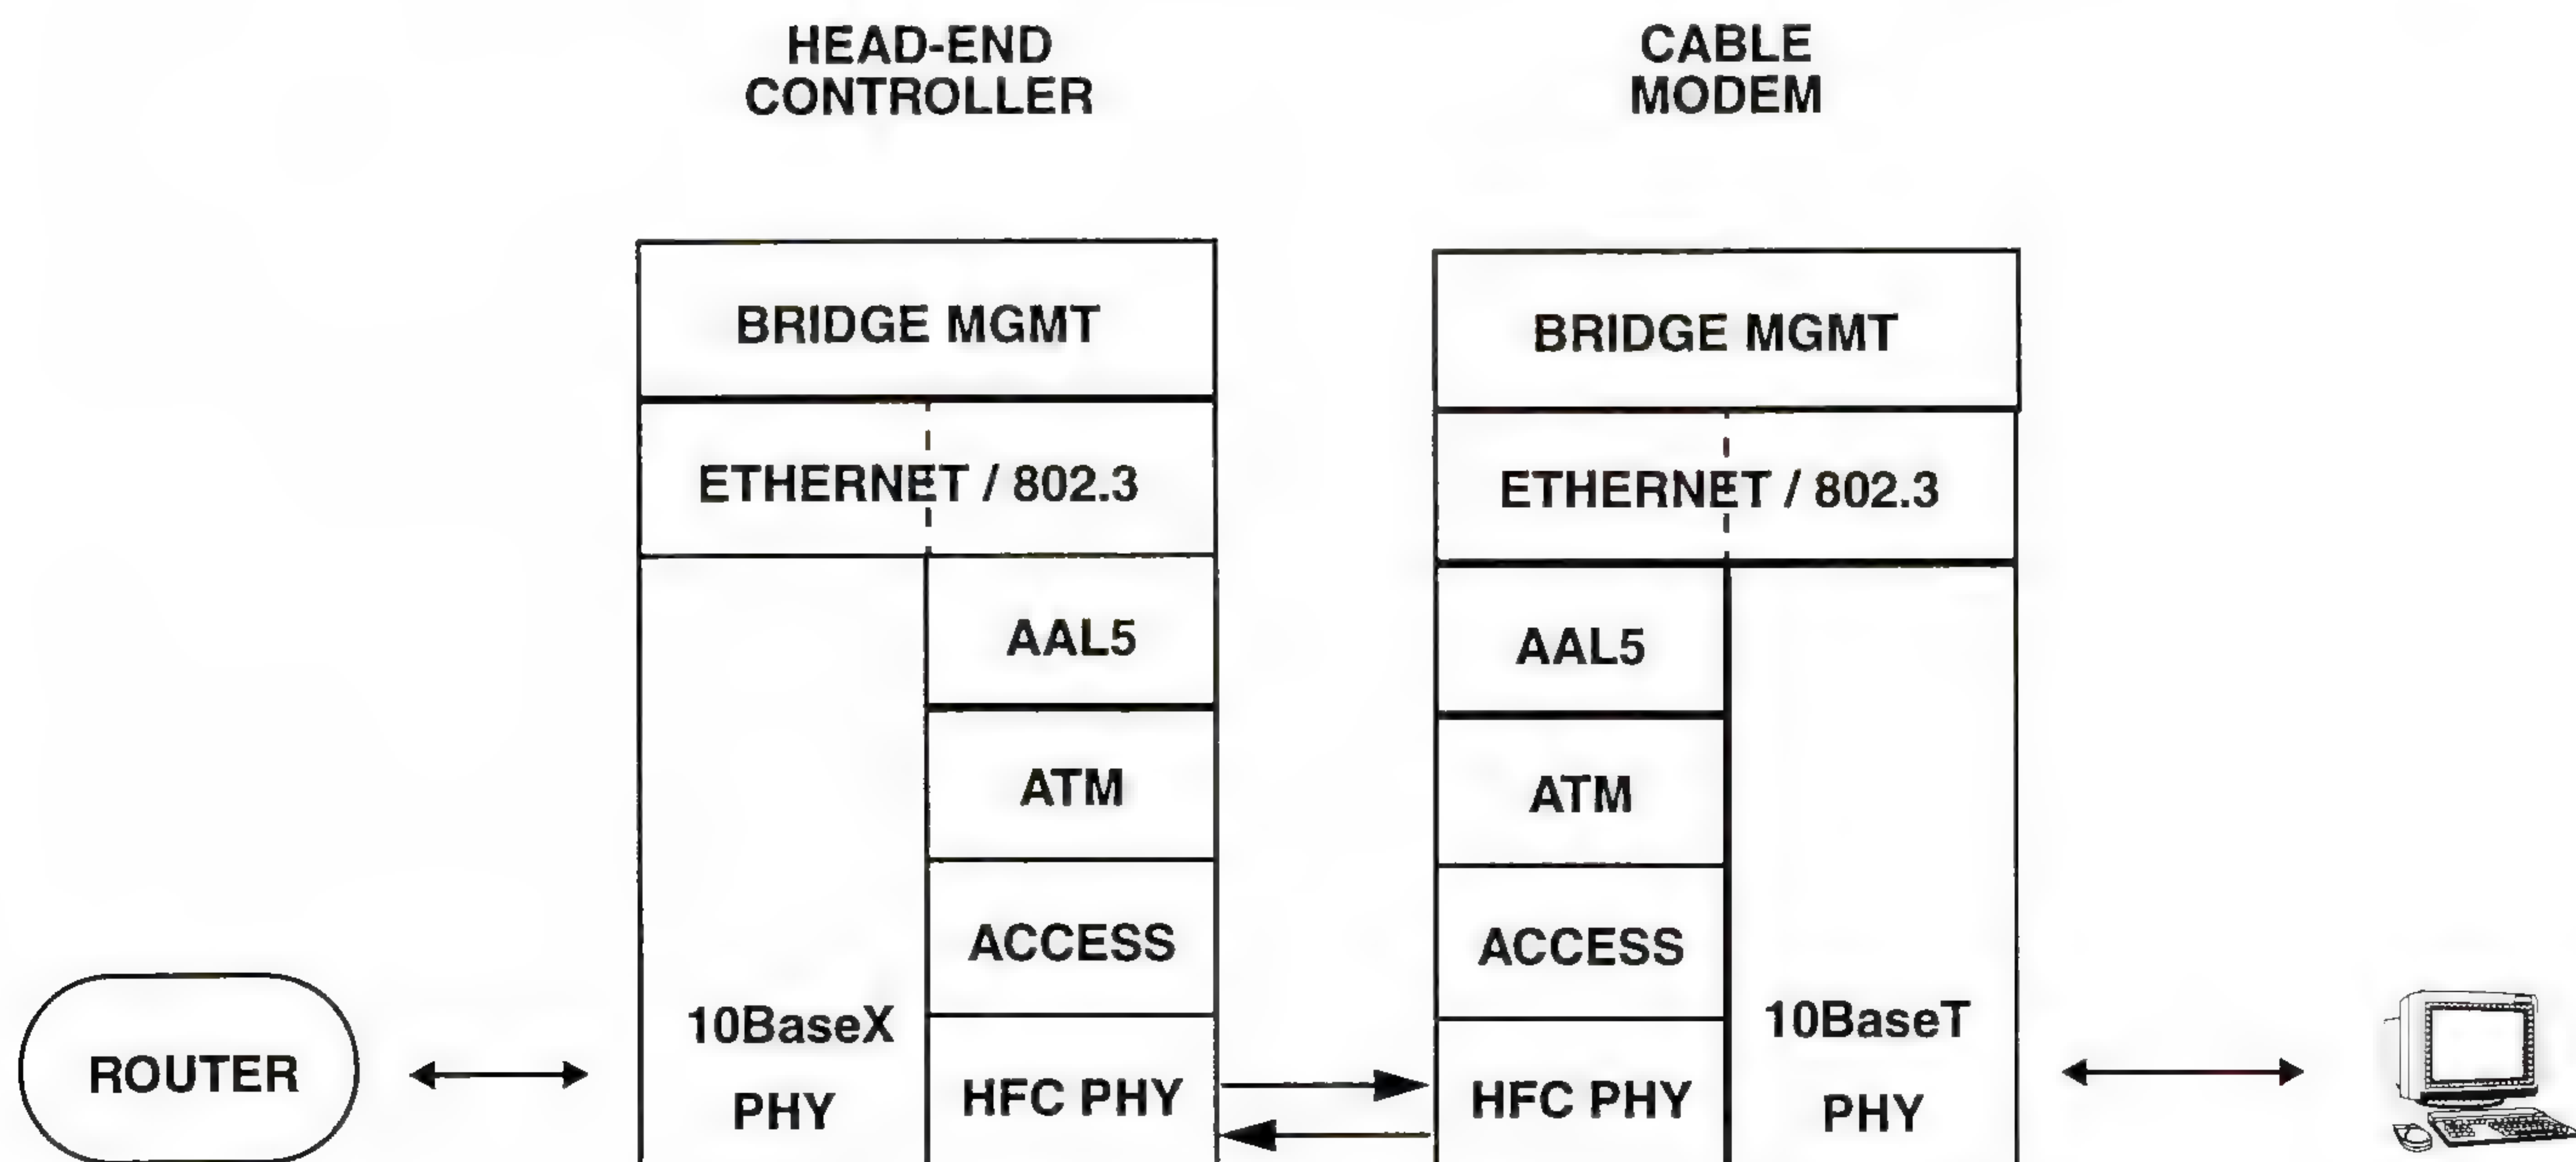 HEAD-END
CONTROLLER
CABLE
MODEM
BRIDGE MGMT
BRIDGE MGMT
ETHERNET / 802.3
ETHERNET / 802.3
AAL5
AAL5
ATM
ATM
ACCESS
ACCESS
ROUTER
10BaseX
PHY
HFC PHY
HFC PHY
10BaseT
PHY